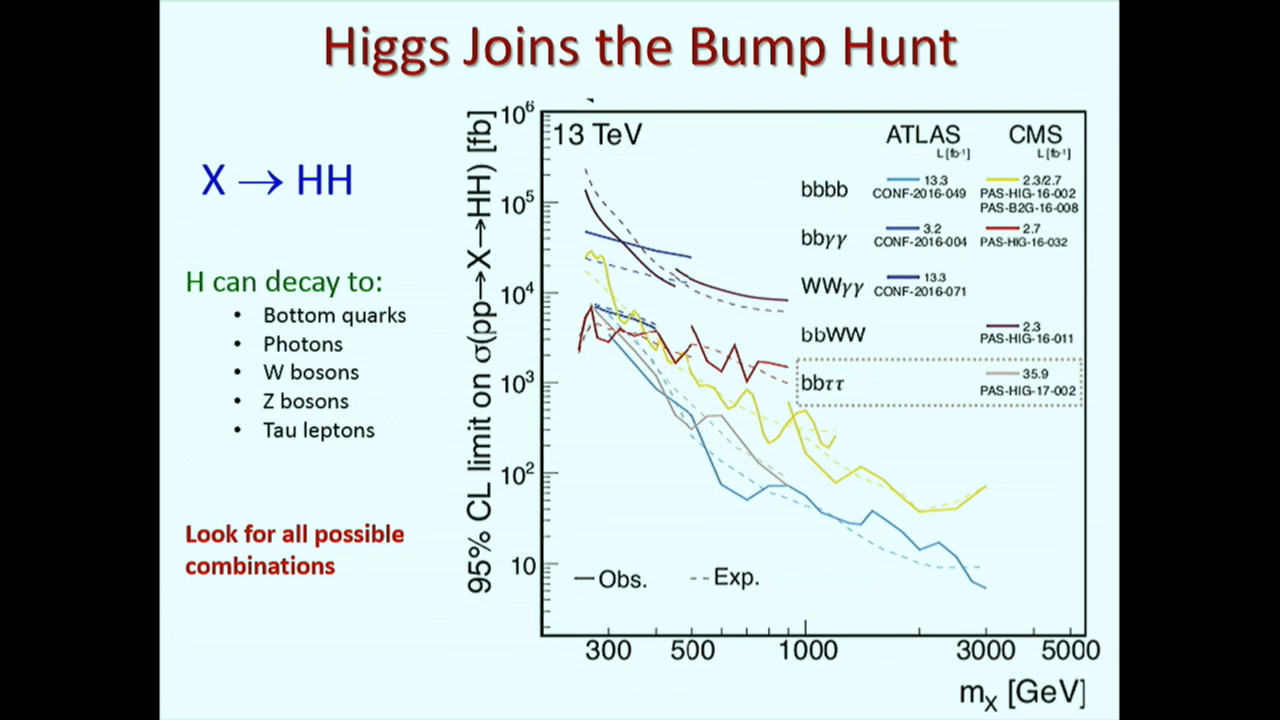 Higgs Joins the Bump Hunt
X → HH
H can decay to:
• Bottom quarks
• Photons
• W bosons
• Z bosons
• Tau leptons
Look for all possible
combinations
95% CL limit on σ(pp→X→HH) [fb]
10⁶
10⁵
10⁴
10³
10²
10
13 TeV
ATLAS CMS
L [fb⁻¹] L [fb⁻¹]
bbbb 13.3 2.3/2.7
CONF-2016-049 PAS-HIG-16-002
PAS-B2G-16-008
bbγγ 3.2 2.7
CONF-2016-004 PAS-HIG-16-032
WWγγ 13.3
CONF-2016-071
bbWW 2.3
PAS-HIG-16-011
bbττ 35.9
PAS-HIG-17-002
Obs. Exp.
300 500 1000 3000 5000
mX [GeV]